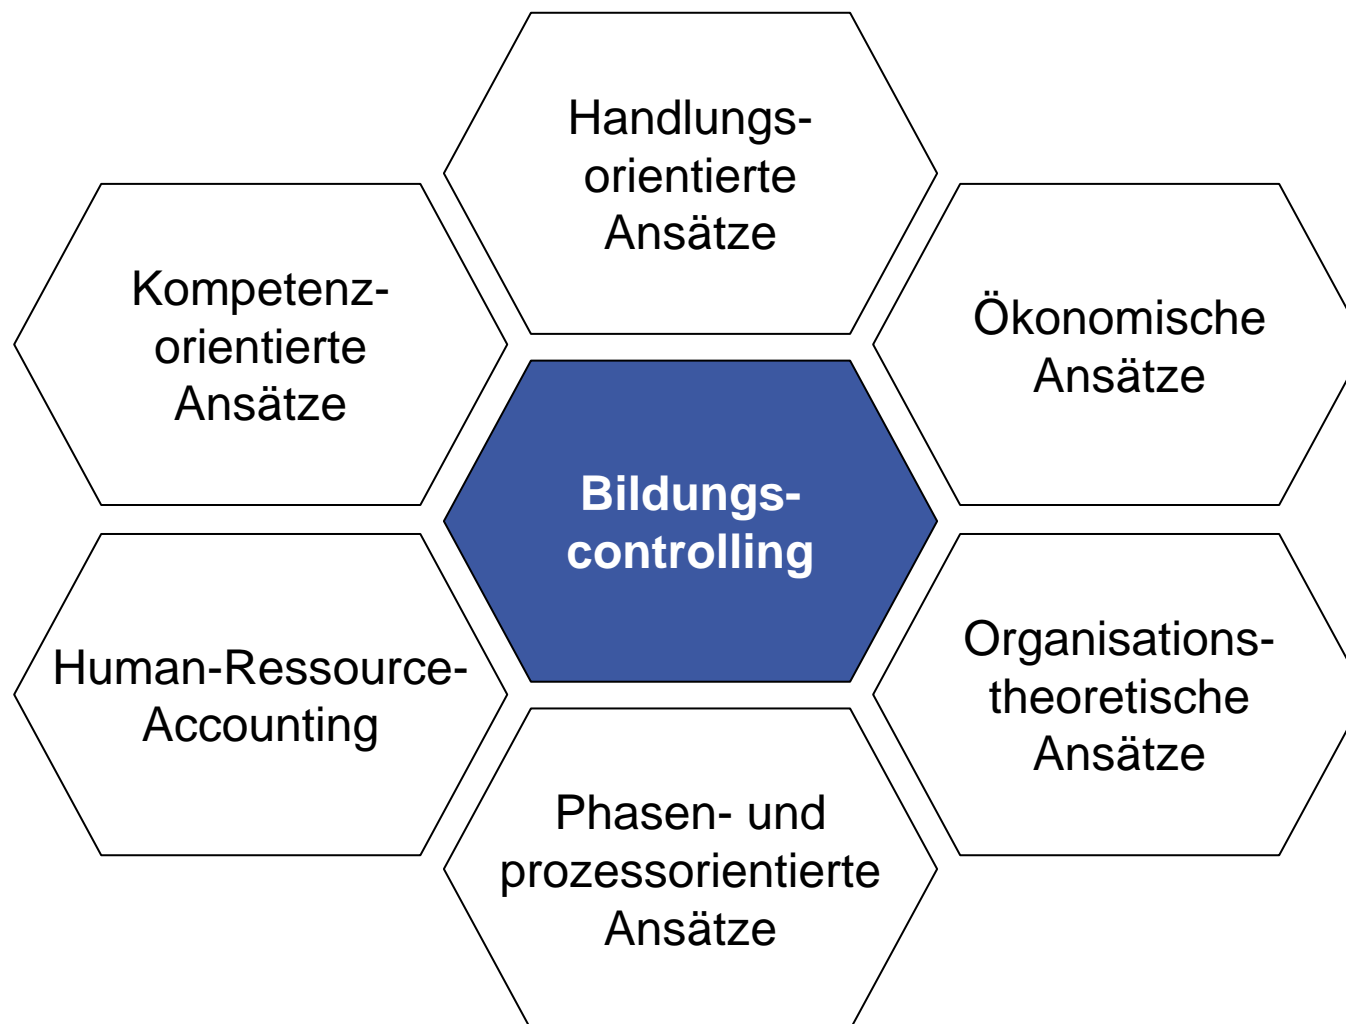 Handlungs-
orientierte
Ansätze
Kompetenz-
orientierte
Ansätze
Ökonomische
Ansätze
Bildungs-
controlling
Human-Ressource-
Accounting
Organisations-
theoretische
Ansätze
Phasen- und
prozessorientierte
Ansätze